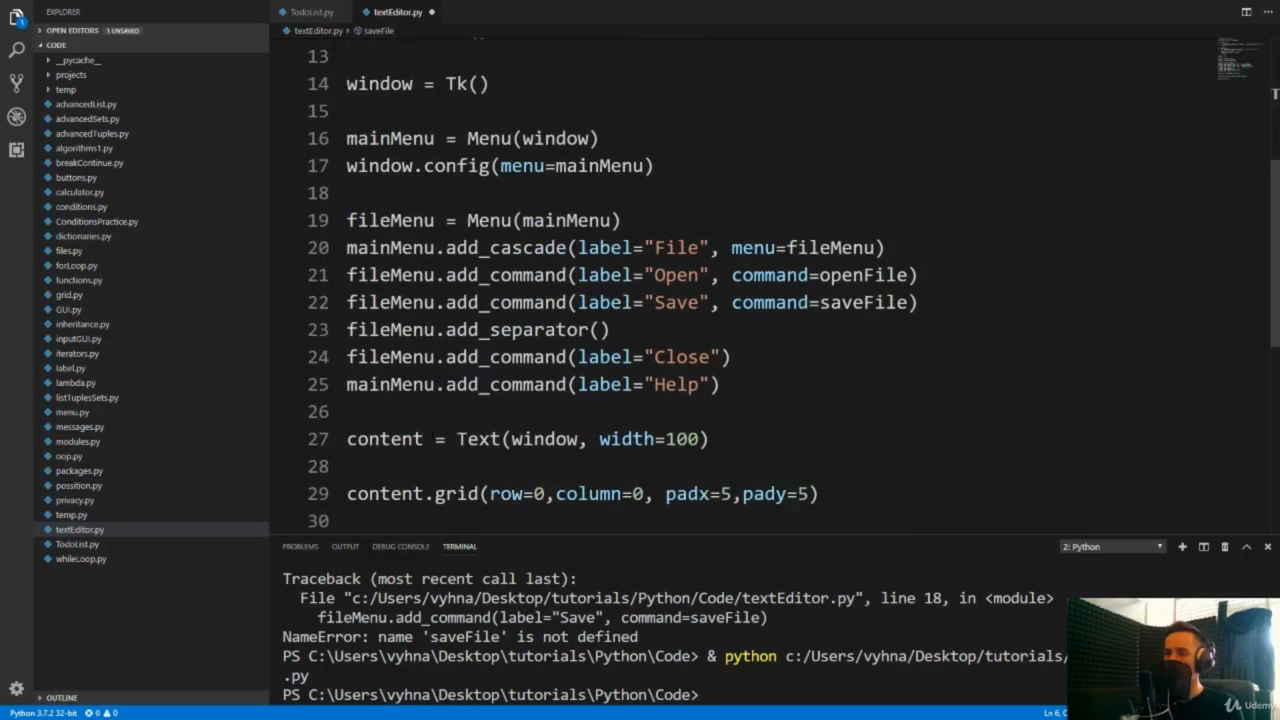 EXPLORER
TodoList.py
textEditor.py
OPEN EDITORS 1 UNSAVED
textEditor.py > saveFile
CODE
__pycache__
projects
temp
advancedList.py
advancedSets.py
advancedTuples.py
algorithms1.py
breakContinue.py
buttons.py
calculator.py
conditions.py
ConditionsPractice.py
dictionaries.py
files.py
forLoop.py
functions.py
grid.py
GUI.py
inheritance.py
inputGUI.py
iterators.py
label.py
lambda.py
listTuplesSets.py
menu.py
messages.py
modules.py
oop.py
packages.py
possition.py
privacy.py
temp.py
textEditor.py
TodoList.py
whileLoop.py
OUTLINE
13
14 window = Tk()
15
16 mainMenu = Menu(window)
17 window.config(menu=mainMenu)
18
19 fileMenu = Menu(mainMenu)
20 mainMenu.add_cascade(label="File", menu=fileMenu)
21 fileMenu.add_command(label="Open", command=openFile)
22 fileMenu.add_command(label="Save", command=saveFile)
23 fileMenu.add_separator()
24 fileMenu.add_command(label="Close")
25 mainMenu.add_command(label="Help")
26
27 content = Text(window, width=100)
28
29 content.grid(row=0,column=0, padx=5,pady=5)
30
PROBLEMS OUTPUT DEBUG CONSOLE TERMINAL 2: Python
Traceback (most recent call last):
File "c:/Users/vyhna/Desktop/tutorials/Python/Code/textEditor.py", line 18, in <module>
fileMenu.add_command(label="Save", command=saveFile)
NameError: name 'saveFile' is not defined
PS C:\Users\vyhna\Desktop\tutorials\Python\Code> & python c:/Users/vyhna/Desktop/tutorials/
.py
PS C:\Users\vyhna\Desktop\tutorials\Python\Code>
Python 3.7.2 32-bit 0 0
Udemy